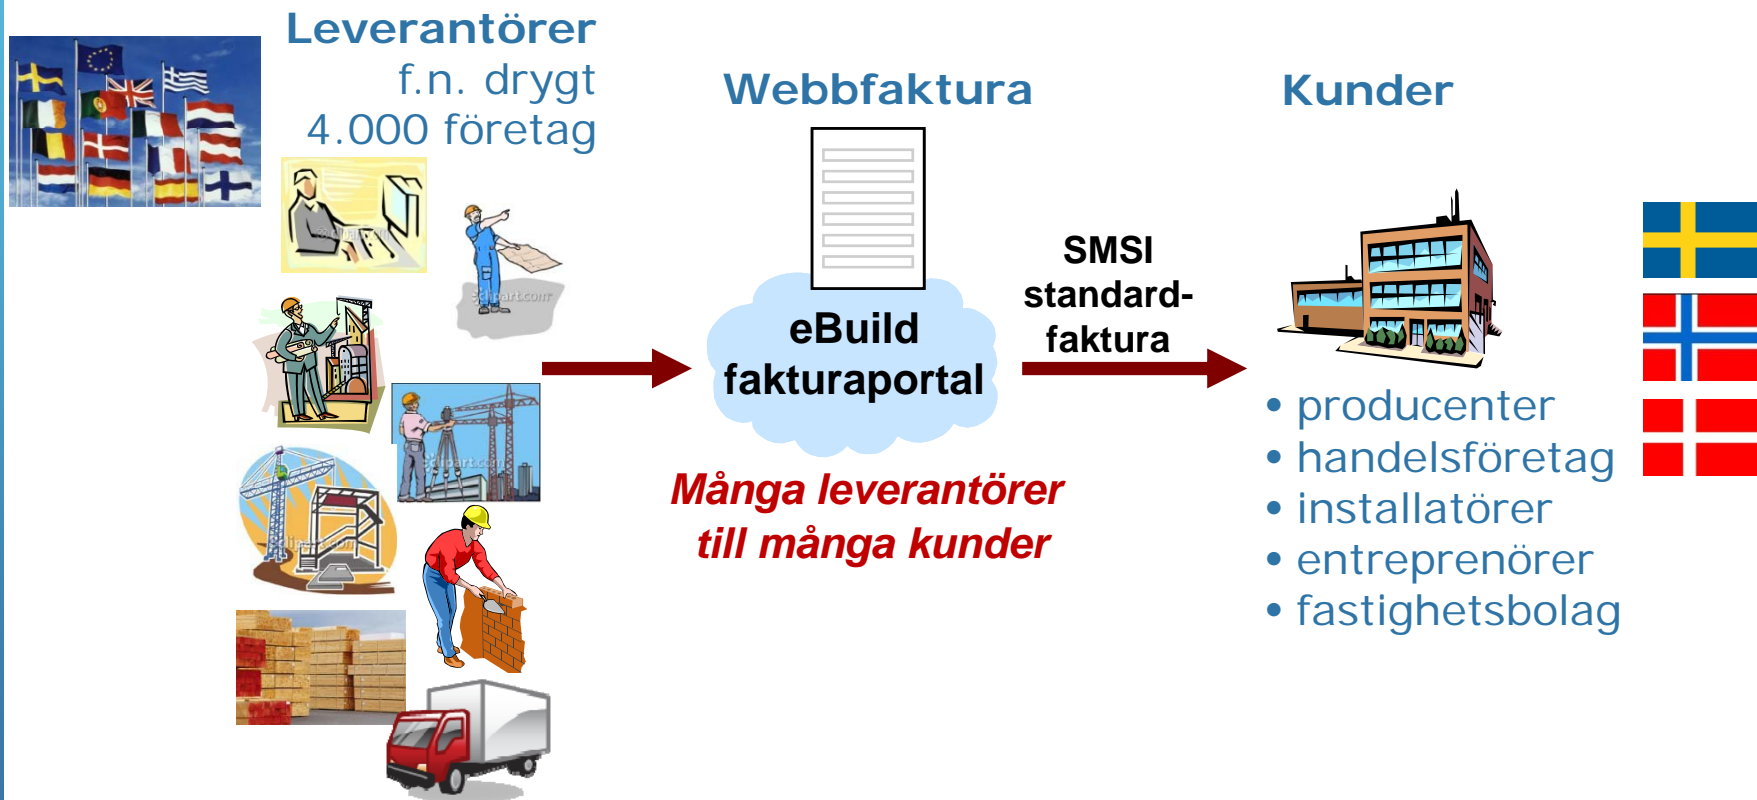 Leverantörer
f.n. drygt
4.000 företag
Webbfaktura
eBuild
fakturaportal
Många leverantörer
till många kunder
SMSI
standard-
faktura
Kunder
• producenter
• handelsföretag
• installatörer
• entreprenörer
• fastighetsbolag